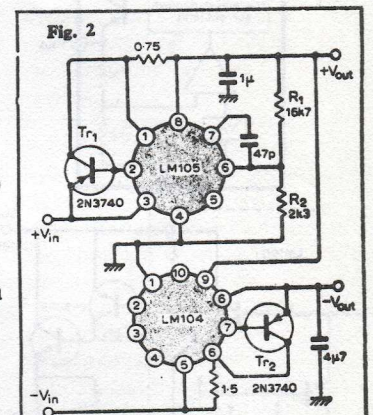 Fig. 2
0·75
+Vout
1μ
R1
16k7
Tr1
1
8
7
47p
2
LM105
6
3
5
4
R2
2k3
2N3740
+Vin
1
10
9
6
−Vout
2
LM104
7
3
Tr2
4μ7
4
5
6
1·5
2N3740
−Vin